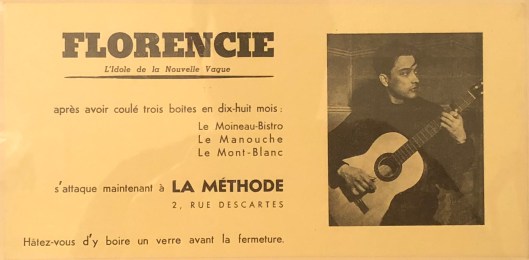 FLORENCIE
L'Idole de la Nouvelle Vague
après avoir coulé trois boites en dix-huit mois :
Le Moineau-Bistro
Le Manouche
Le Mont-Blanc
s'attaque maintenant à LA MÉTHODE
2, RUE DESCARTES
Hâtez-vous d'y boire un verre avant la fermeture.